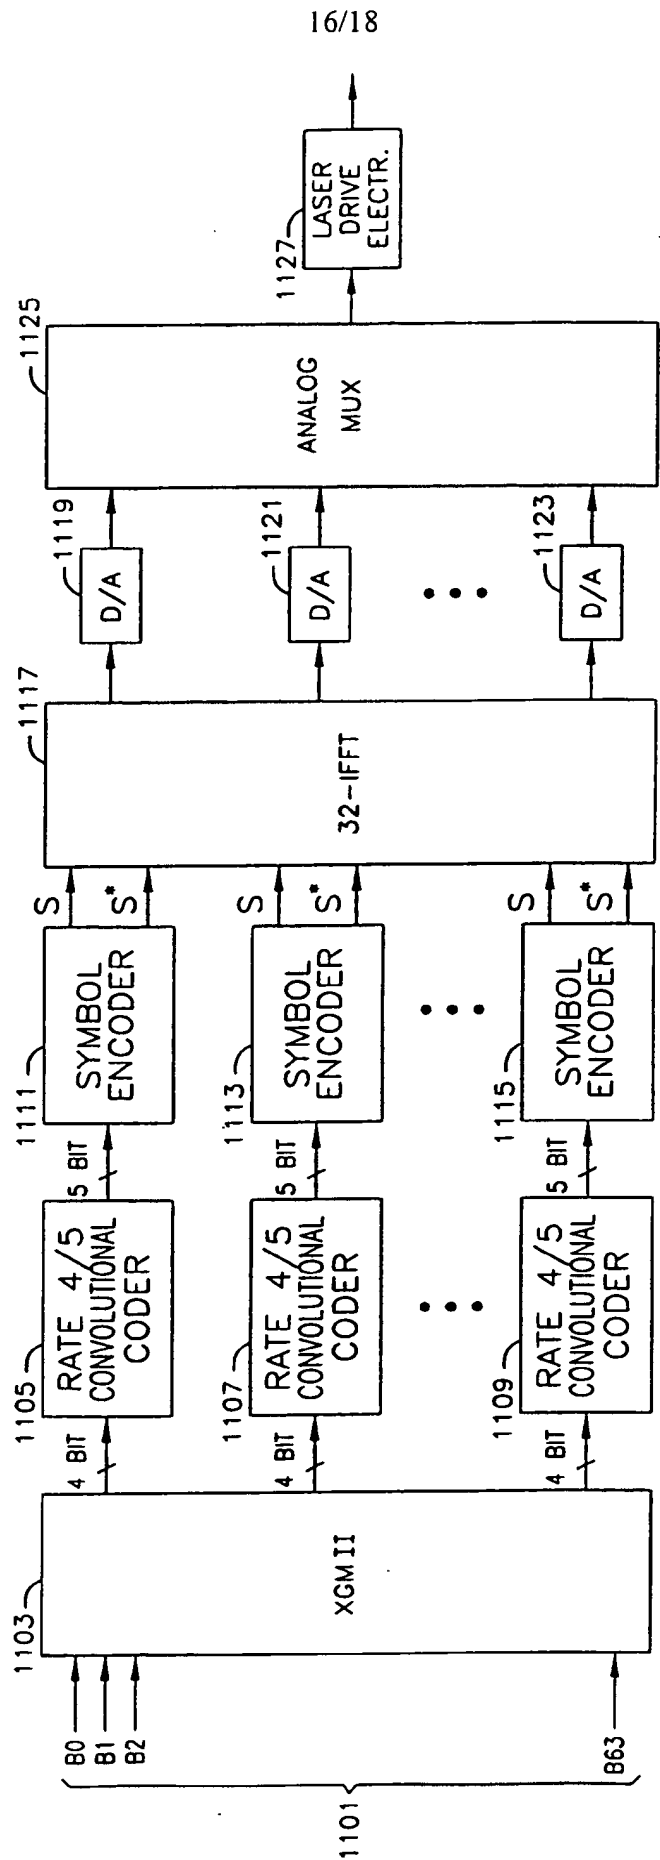 16/18
1101
B0
B1
B2
B63
1103
XGMII
4 BIT
4 BIT
4 BIT
1105
RATE 4/5
CONVOLUTIONAL
CODER
1107
RATE 4/5
CONVOLUTIONAL
CODER
1109
RATE 4/5
CONVOLUTIONAL
CODER
5 BIT
5 BIT
5 BIT
1111
SYMBOL
ENCODER
1113
SYMBOL
ENCODER
1115
SYMBOL
ENCODER
S
S*
S
S*
S
S*
1117
32-IFFT
1119
D/A
1121
D/A
1123
D/A
1125
ANALOG
MUX
1127
LASER
DRIVE
ELECTR.